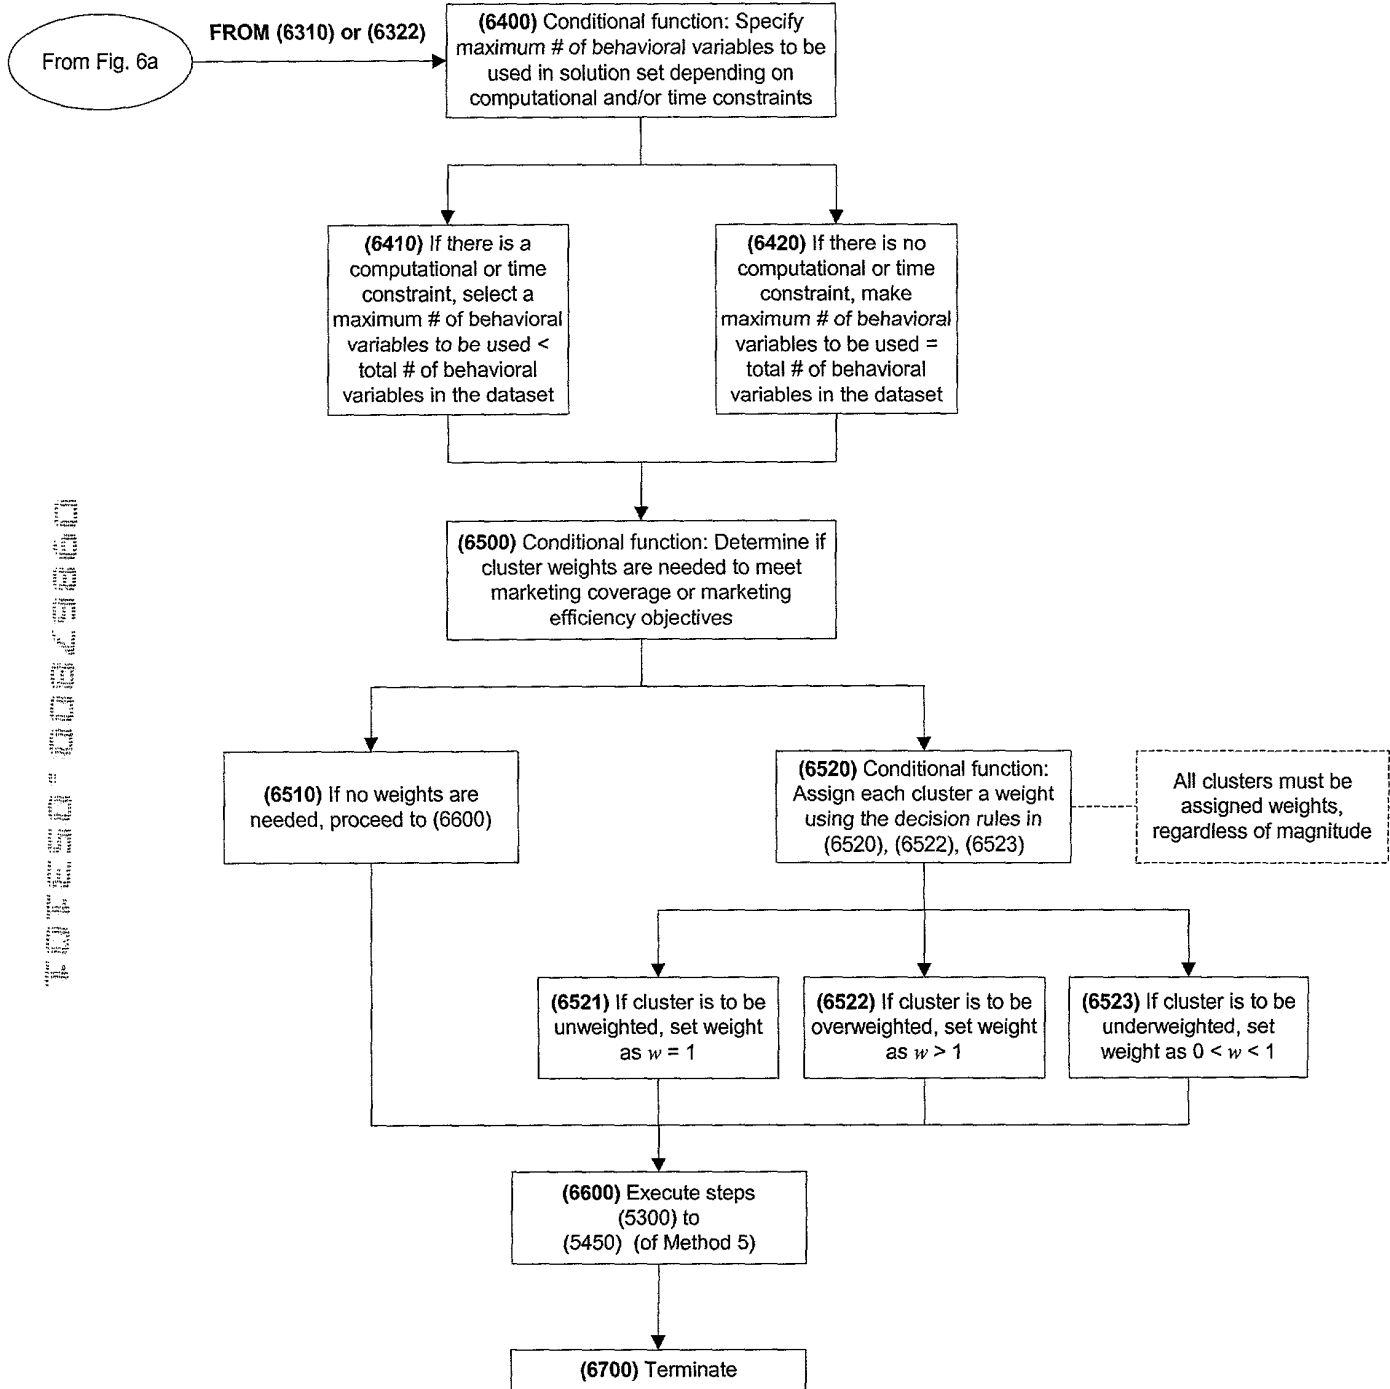 From Fig. 6a
FROM (6310) or (6322)
(6400) Conditional function: Specify
maximum # of behavioral variables to be
used in solution set depending on
computational and/or time constraints
(6410) If there is a
computational or time
constraint, select a
maximum # of behavioral
variables to be used <
total # of behavioral
variables in the dataset
(6420) If there is no
computational or time
constraint, make
maximum # of behavioral
variables to be used =
total # of behavioral
variables in the dataset
(6500) Conditional function: Determine if
cluster weights are needed to meet
marketing coverage or marketing
efficiency objectives
(6510) If no weights are
needed, proceed to (6600)
(6520) Conditional function:
Assign each cluster a weight
using the decision rules in
(6520), (6522), (6523)
All clusters must be
assigned weights,
regardless of magnitude
(6521) If cluster is to be
unweighted, set weight
as w = 1
(6522) If cluster is to be
overweighted, set weight
as w > 1
(6523) If cluster is to be
underweighted, set
weight as 0 < w < 1
(6600) Execute steps
(5300) to
(5450) (of Method 5)
(6700) Terminate